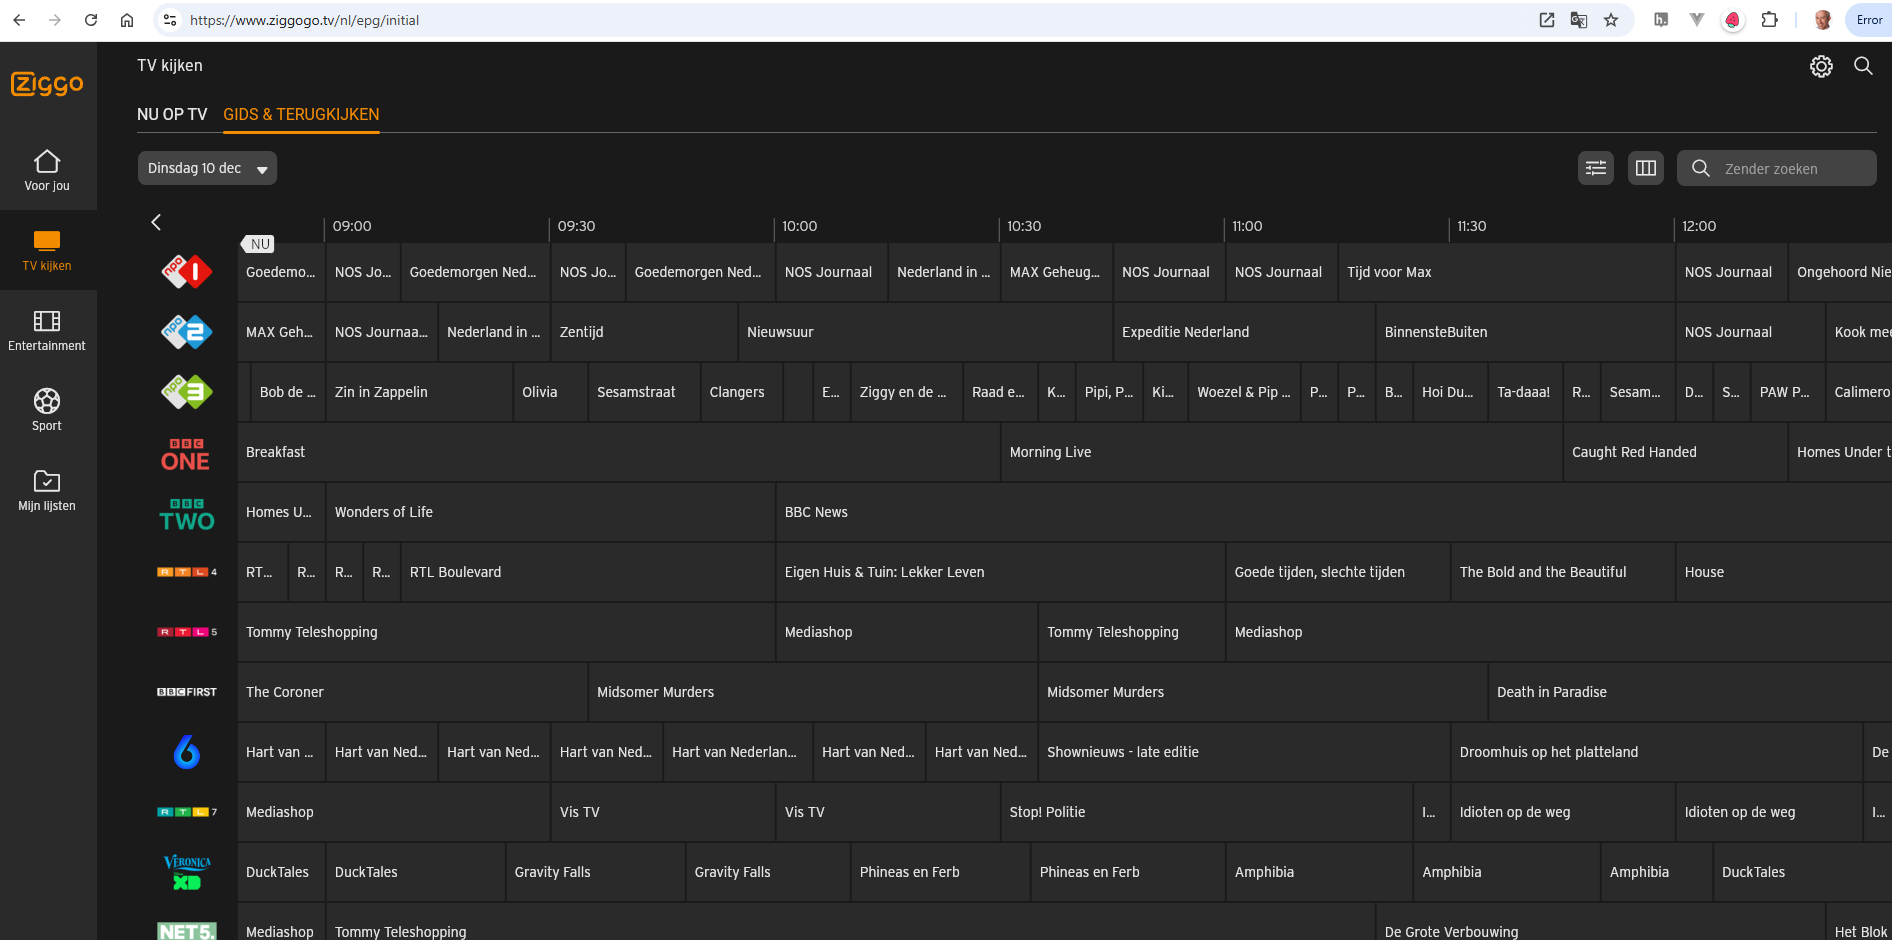 https://www.ziggogo.tv/nl/epg/initial
Error
Ziggo
TV kijken
NU OP TV GIDS & TERUGKIJKEN
Voor jou
TV kijken
Entertainment
Sport
Mijn lijsten
Dinsdag 10 dec
Zender zoeken
09:00 09:30 10:00 10:30 11:00 11:30 12:00
NU
npo 1 Goedemo... NOS Jo... Goedemorgen Ned... NOS Jo... Goedemorgen Ned... NOS Journaal Nederland in ... MAX Geheug... NOS Journaal NOS Journaal Tijd voor Max NOS Journaal Ongehoord Nie
npo 2 MAX Geh... NOS Journaa... Nederland in ... Zentijd Nieuwsuur Expeditie Nederland BinnensteBuiten NOS Journaal Kook mee
npo 3 Bob de ... Zin in Zappelin Olivia Sesamstraat Clangers E... Ziggy en de ... Raad e... K... Pipi, P... Ki... Woezel & Pip ... P... P... B... Hoi Du... Ta-daaa! R... Sesam... D... S... PAW P... Calimero
BBC ONE Breakfast Morning Live Caught Red Handed Homes Under t
BBC TWO Homes U... Wonders of Life BBC News
RTL 4 RT... R... R... R... RTL Boulevard Eigen Huis & Tuin: Lekker Leven Goede tijden, slechte tijden The Bold and the Beautiful House
RTL 5 Tommy Teleshopping Mediashop Tommy Teleshopping Mediashop
BBC FIRST The Coroner Midsomer Murders Midsomer Murders Death in Paradise
6 Hart van ... Hart van Ned... Hart van Ned... Hart van Ned... Hart van Nederlan... Hart van Ned... Hart van Ned... Shownieuws - late editie Droomhuis op het platteland De
RTL 7 Mediashop Vis TV Vis TV Stop! Politie I... Idioten op de weg Idioten op de weg I...
VERONICA Disney XD DuckTales DuckTales Gravity Falls Gravity Falls Phineas en Ferb Phineas en Ferb Amphibia Amphibia Amphibia DuckTales
NET5. Mediashop Tommy Teleshopping De Grote Verbouwing Het Blok